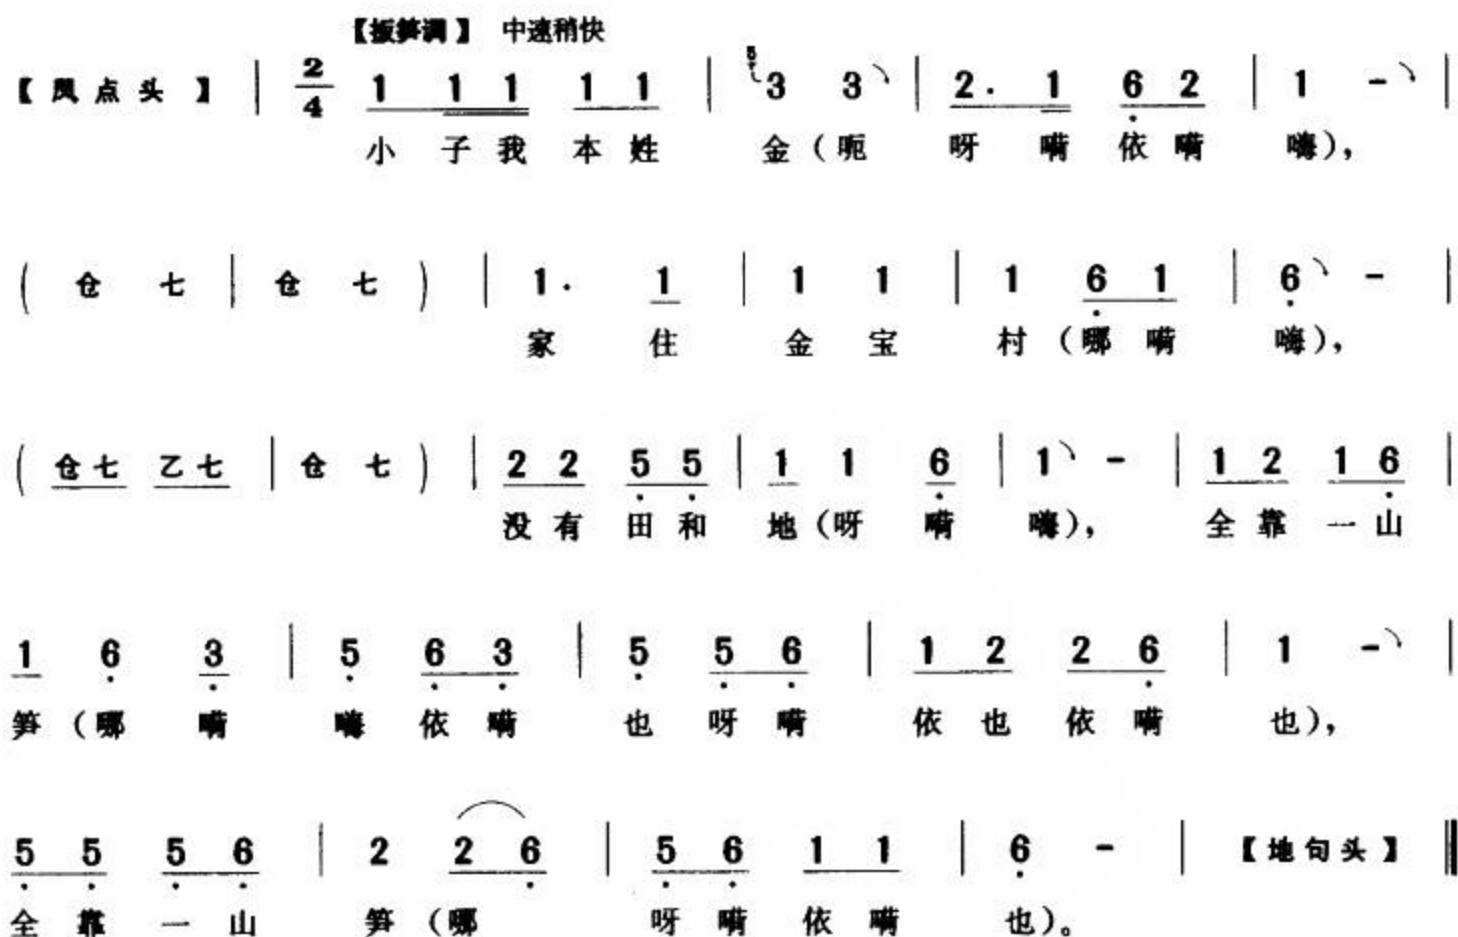 【扳笋调】 中速稍快
【凤点头】 | 2/4 1 1 1 1 1 | 5 3 3 | 2. 1 6 2 | 1 - |
小 子 我 本 姓 金(呃 呀 嗬 依 嗬 嗨),
( 仓 七 | 仓 七 ) | 1. 1 | 1 1 | 1 6 1 | 6 - |
家 住 金 宝 村(哪 嗬 嗨),
( 仓 七 乙 七 | 仓 七 ) | 2 2 5 5 | 1 1 6 | 1 - | 1 2 1 6 |
没 有 田 和 地(呀 嗬 嗨), 全 靠 一 山
1 6 3 | 5 6 3 | 5 5 6 | 1 2 2 6 | 1 - |
笋(哪 嗬 嗨 依 嗬 也 呀 嗬 依 也 依 嗬 也),
5 5 5 6 | 2 2 6 | 5 6 1 1 | 6 - | 【地句头】 ‖
全 靠 一 山 笋(哪 呀 嗬 依 嗬 也)。